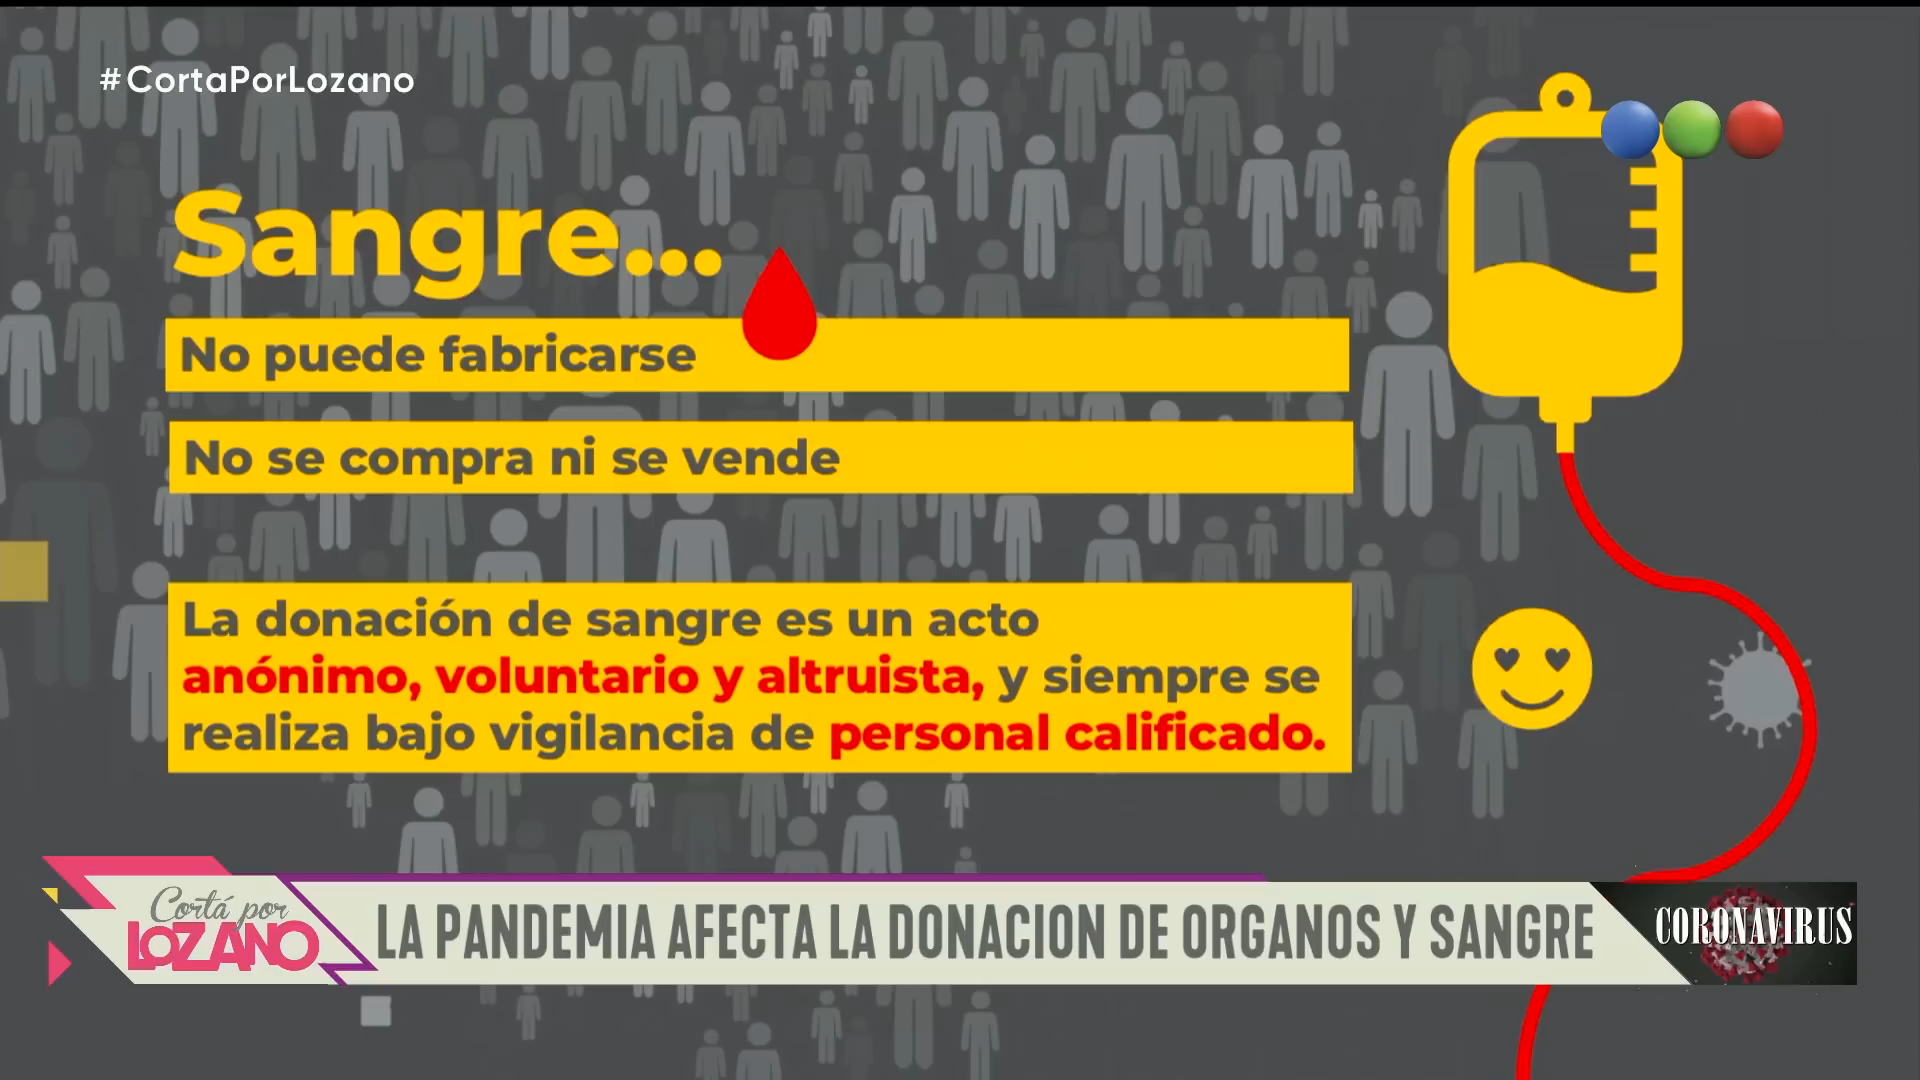 #CortaPorLozano
Sangre...
No puede fabricarse
No se compra ni se vende
La donación de sangre es un acto
anónimo, voluntario y altruista, y siempre se
realiza bajo vigilancia de personal calificado.
Cortá por
LOZANO
LA PANDEMIA AFECTA LA DONACION DE ORGANOS Y SANGRE
CORONAVIRUS